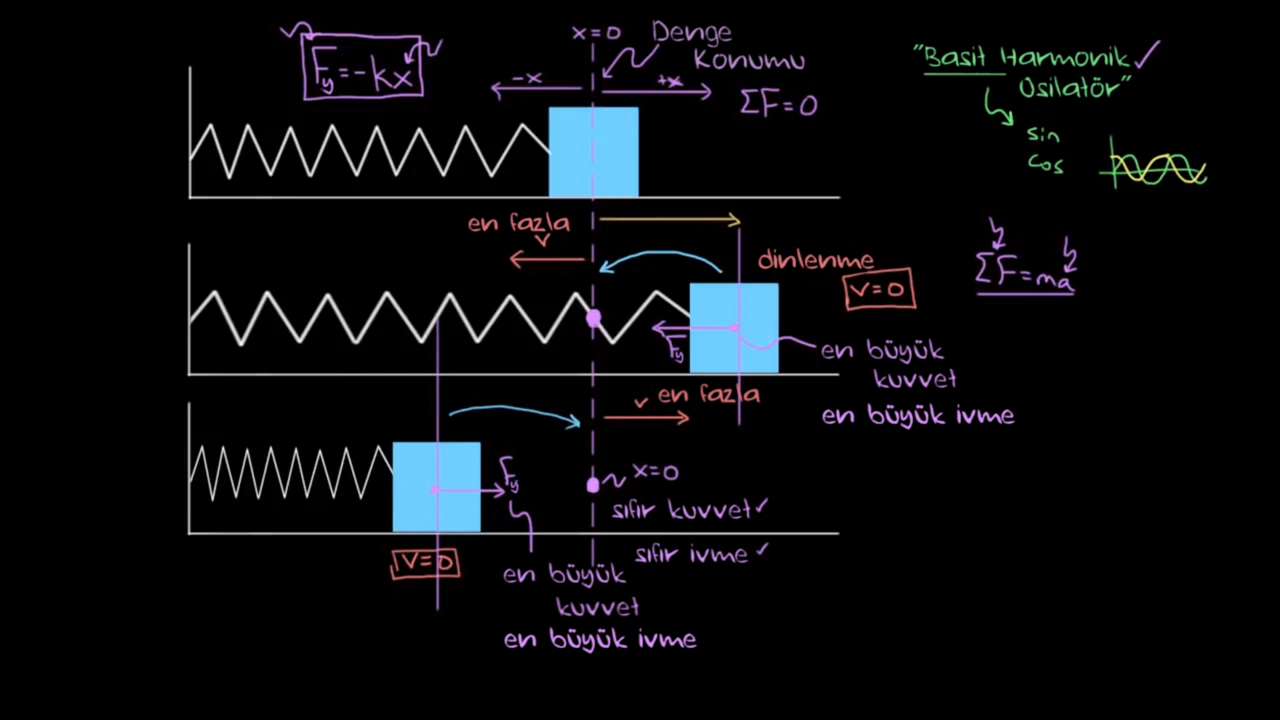 Fy=-kx
x=0
Denge
Konumu
-x
+x
ΣF=0
"Basit Harmonik ✓
Osilatör"
sin
cos
en fazla
v
dinlenme
v=0
ΣF=ma
Fy
en büyük
kuvvet
en büyük ivme
v en fazla
Fy
x=0
sıfır kuvvet ✓
sıfır ivme ✓
v=0
en büyük
kuvvet
en büyük ivme